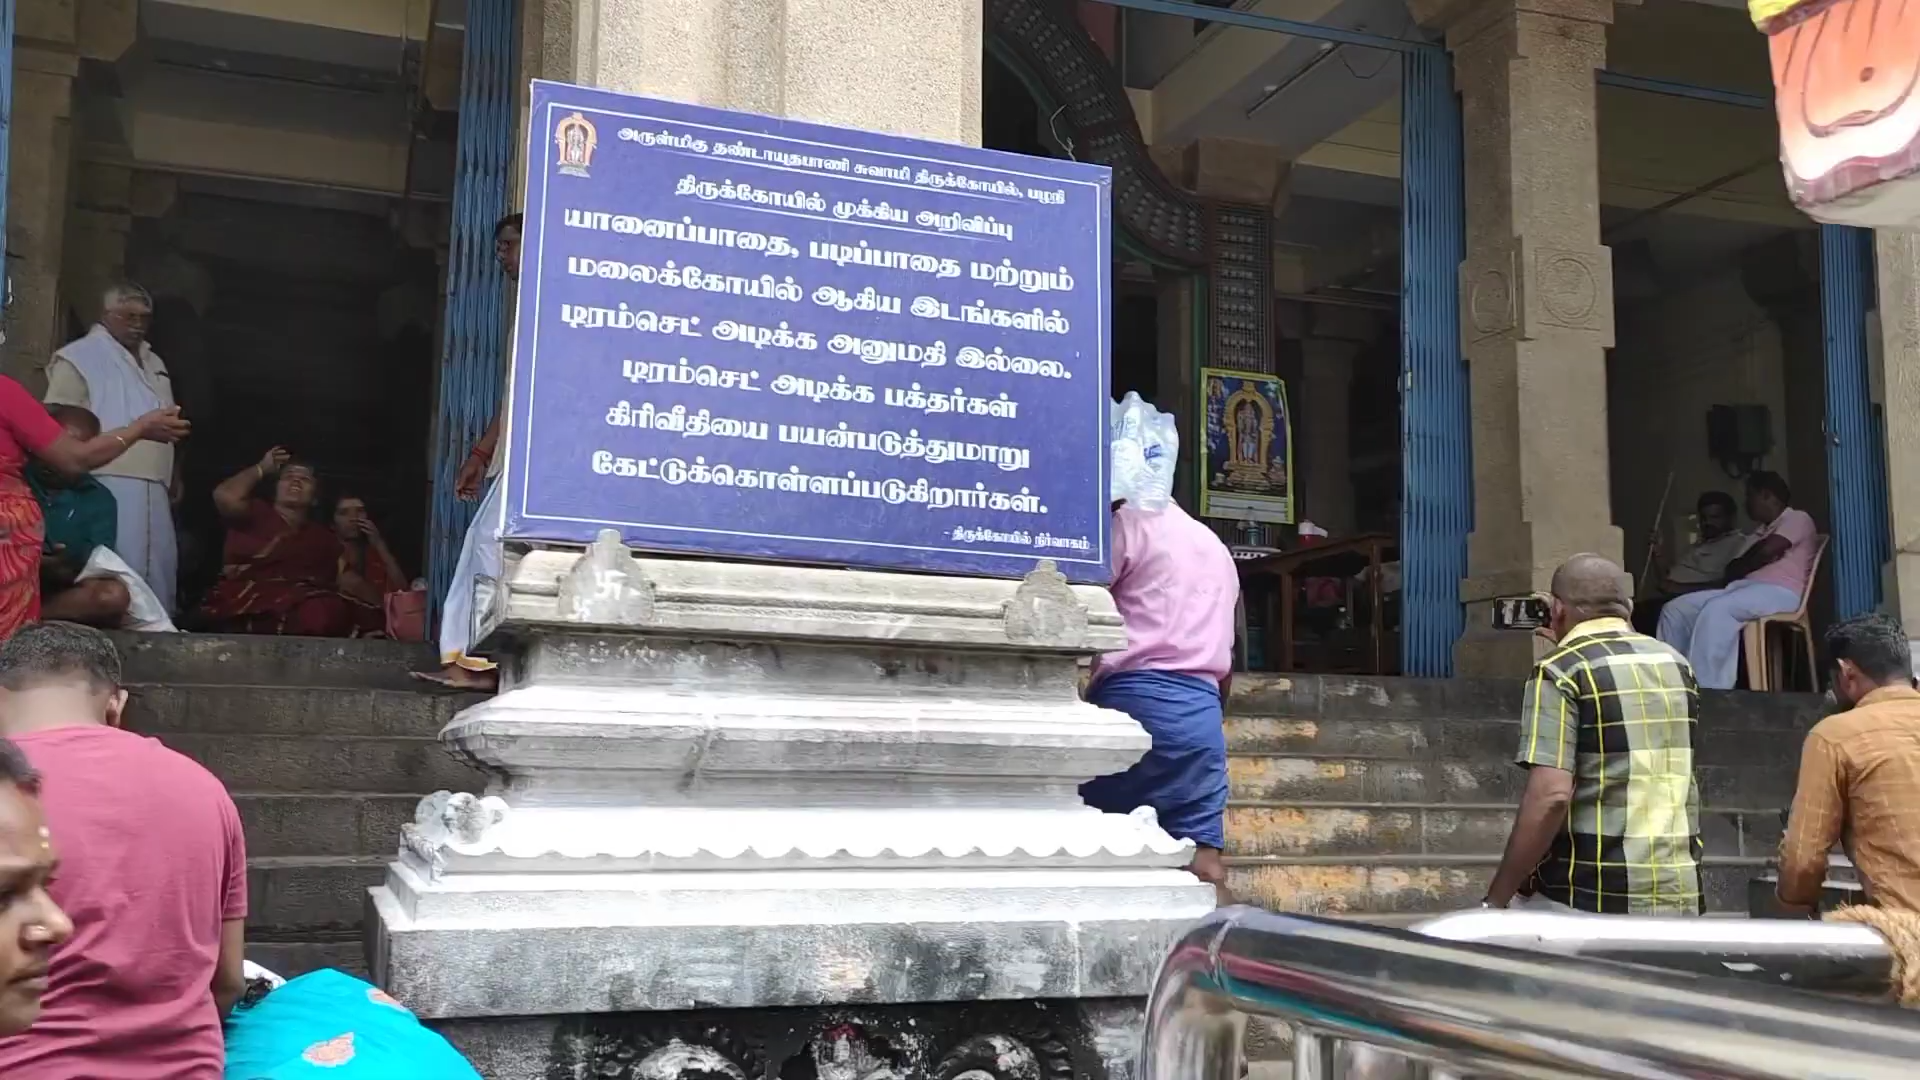 அருள்மிகு தண்டாயுதபாணி சுவாமி திருக்கோயில், பழநி
திருக்கோயில் முக்கிய அறிவிப்பு
யானைப்பாதை, படிப்பாதை மற்றும்
மலைக்கோயில் ஆகிய இடங்களில்
டிரம்செட் அடிக்க அனுமதி இல்லை.
டிரம்செட் அடிக்க பக்தர்கள்
கிரிவீதியை பயன்படுத்துமாறு
கேட்டுக்கொள்ளப்படுகிறார்கள்.
- திருக்கோயில் நிர்வாகம்